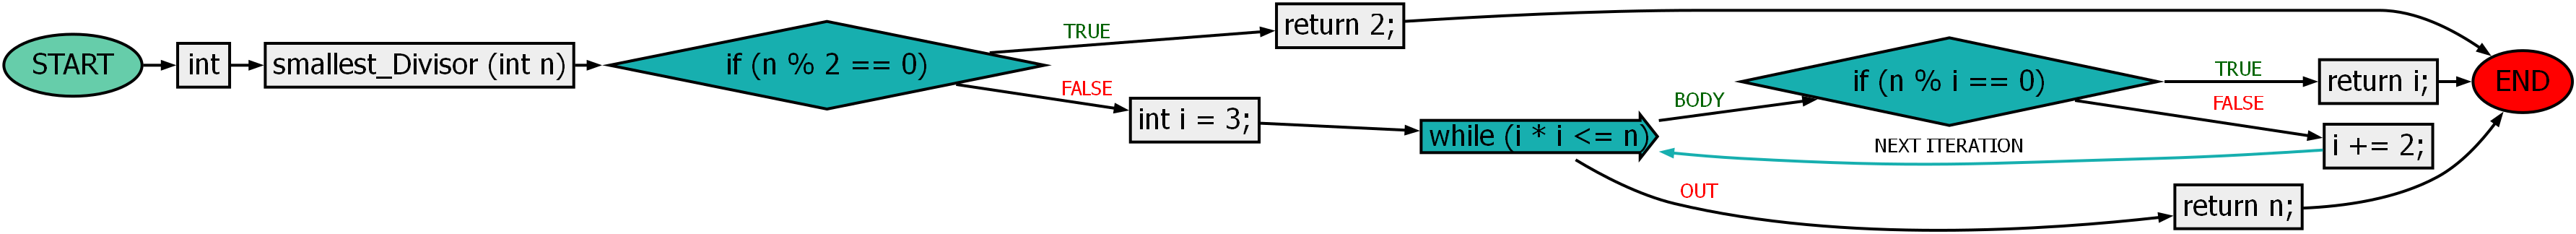 START
int
smallest_Divisor (int n)
if (n % 2 == 0)
TRUE
return 2;
FALSE
int i = 3;
while (i * i <= n)
BODY
if (n % i == 0)
TRUE
return i;
FALSE
i += 2;
NEXT ITERATION
OUT
return n;
END